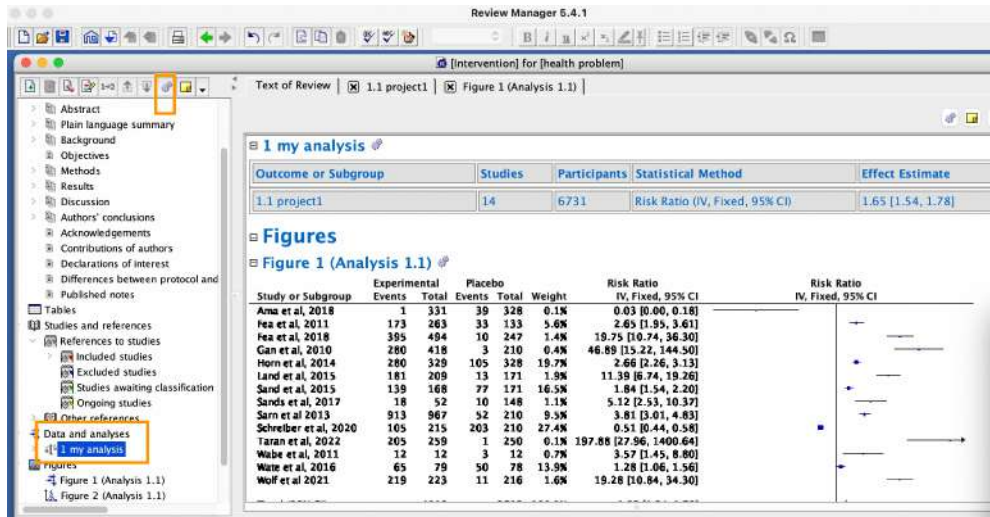 Review Manager 5.4.1
B I
[Intervention] for [health problem]
Text of Review
1.1 project1
Figure 1 (Analysis 1.1)
Abstract
Plain language summary
Background
Objectives
Methods
Results
Discussion
Authors' conclusions
Acknowledgements
Contributions of authors
Declarations of interest
Differences between protocol and
Published notes
Tables
Studies and references
References to studies
Included studies
Excluded studies
Studies awaiting classification
Ongoing studies
Other references
Data and analyses
1 my analysis
Figures
Figure 1 (Analysis 1.1)
Figure 2 (Analysis 1.1)
1 my analysis
Outcome or Subgroup Studies Participants Statistical Method Effect Estimate
1.1 project1 14 6731 Risk Ratio (IV, Fixed, 95% CI) 1.65 [1.54, 1.78]
Figures
Figure 1 (Analysis 1.1)
Experimental Placebo Risk Ratio Risk Ratio
Study or Subgroup Events Total Events Total Weight IV, Fixed, 95% CI IV, Fixed, 95% CI
Ama et al, 2018 1 331 39 328 0.1% 0.03 [0.00, 0.18]
Fea et al, 2011 173 263 33 133 5.6% 2.65 [1.95, 3.61]
Fea et al, 2018 395 494 10 247 1.4% 19.75 [10.74, 36.30]
Gan et al, 2010 280 418 3 210 0.4% 46.89 [15.22, 144.50]
Horn et al, 2014 280 329 105 328 19.7% 2.66 [2.26, 3.13]
Land et al, 2015 181 209 13 171 1.9% 11.39 [6.74, 19.26]
Sand et al, 2015 139 168 77 171 16.5% 1.84 [1.54, 2.20]
Sands et al, 2017 18 52 10 148 1.1% 5.12 [2.53, 10.37]
Sarn et al 2013 913 967 52 210 9.5% 3.81 [3.01, 4.83]
Schreiber et al, 2020 105 215 203 210 27.4% 0.51 [0.44, 0.58]
Taran et al, 2022 205 259 1 250 0.1% 197.88 [27.96, 1400.64]
Wabe et al, 2011 12 12 3 12 0.7% 3.57 [1.45, 8.80]
Wate et al, 2016 65 79 50 78 13.9% 1.28 [1.06, 1.56]
Wolf et al 2021 219 223 11 216 1.6% 19.28 [10.84, 34.30]